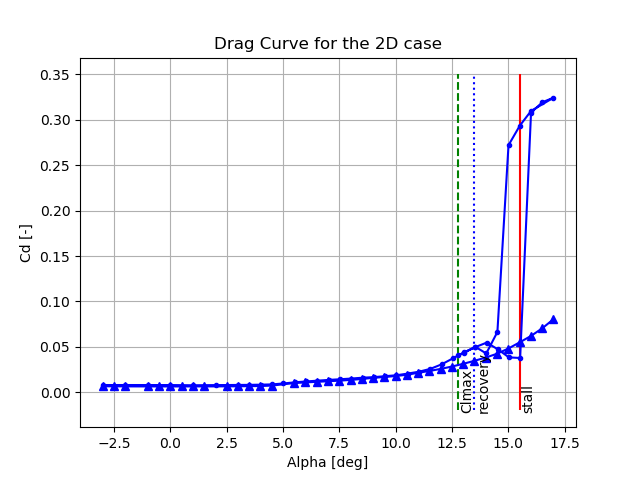 Drag Curve for the 2D case
0.35
0.30
0.25
0.20
0.15
0.10
0.05
0.00
Cd [-]
Clmax
recovery
stall
−2.5 0.0 2.5 5.0 7.5 10.0 12.5 15.0 17.5
Alpha [deg]